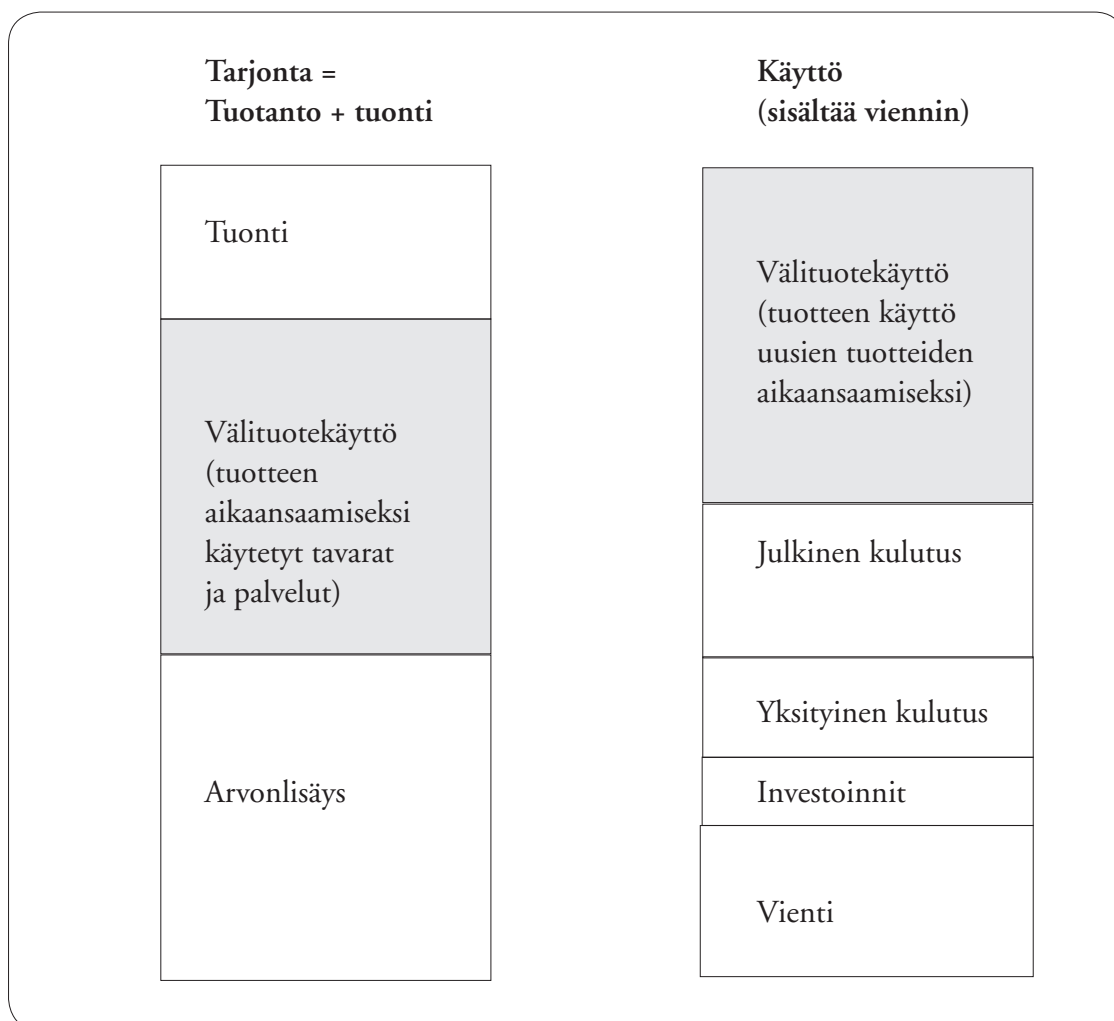 Tarjonta =
Tuotanto + tuonti
Tuonti
Välituotekäyttö
(tuotteen
aikaansaamiseksi
käytetyt tavarat
ja palvelut)
Arvonlisäys
Käyttö
(sisältää viennin)
Välituotekäyttö
(tuotteen käyttö
uusien tuotteiden
aikaansaamiseksi)
Julkinen kulutus
Yksityinen kulutus
Investoinnit
Vienti